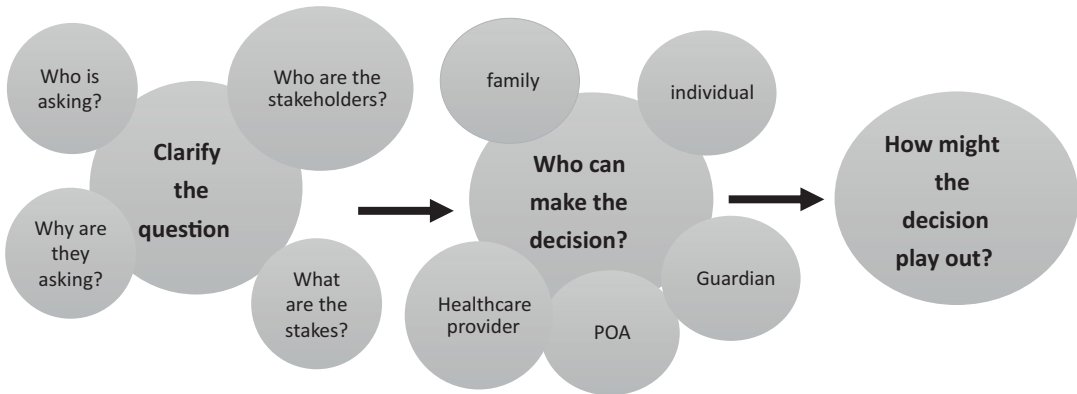 Who is
asking?
Who are the
stakeholders?
Clarify
the
question
Why are
they
asking?
What
are the
stakes?
family
individual
Who can
make the
decision?
Healthcare
provider
POA
Guardian
How might
the
decision
play out?